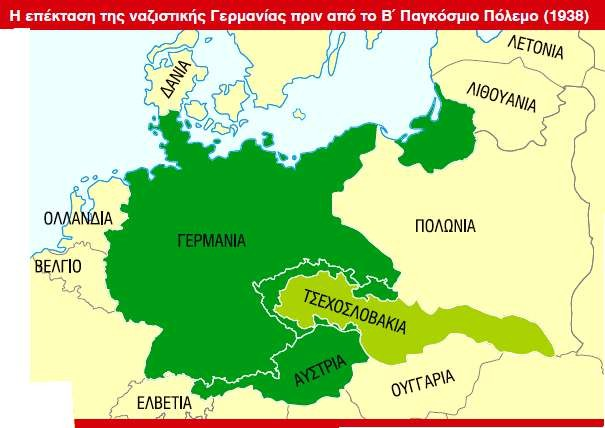 Η επέκταση της ναζιστικής Γερμανίας πριν από το Β΄ Παγκόσμιο Πόλεμο (1938)
ΛΕΤΟΝΙΑ
ΔΑΝΙΑ
ΛΙΘΟΥΑΝΙΑ
ΟΛΛΑΝΔΙΑ
ΠΟΛΩΝΙΑ
ΓΕΡΜΑΝΙΑ
ΒΕΛΓΙΟ
ΤΣΕΧΟΣΛΟΒΑΚΙΑ
ΑΥΣΤΡΙΑ
ΟΥΓΓΑΡΙΑ
ΕΛΒΕΤΙΑ